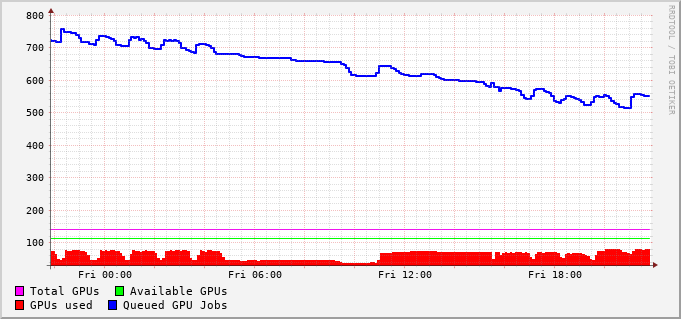 800
700
600
500
400
300
200
100
Fri 00:00 Fri 06:00 Fri 12:00 Fri 18:00
Total GPUs Available GPUs
GPUs used Queued GPU Jobs
RRDTOOL / TOBI OETIKER